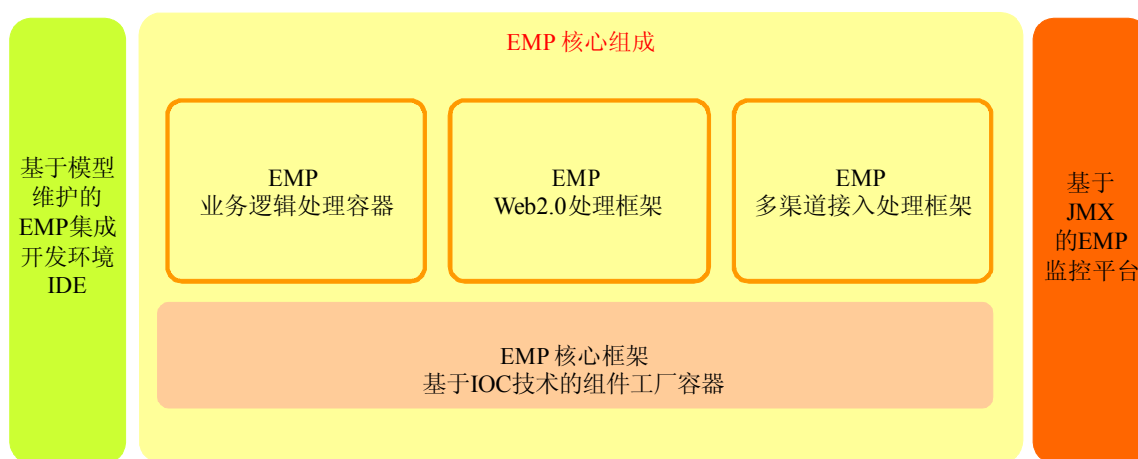 EMP 核心组成
基于模型
维护的
EMP集成
开发环境
IDE
EMP
业务逻辑处理容器
EMP
Web2.0处理框架
EMP
多渠道接入处理框架
EMP 核心框架
基于IOC技术的组件工厂容器
基于
JMX
的EMP
监控平台